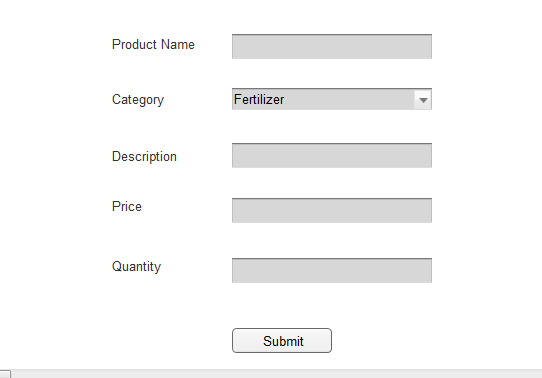 Product Name
Category Fertilizer
Description
Price
Quantity
Submit